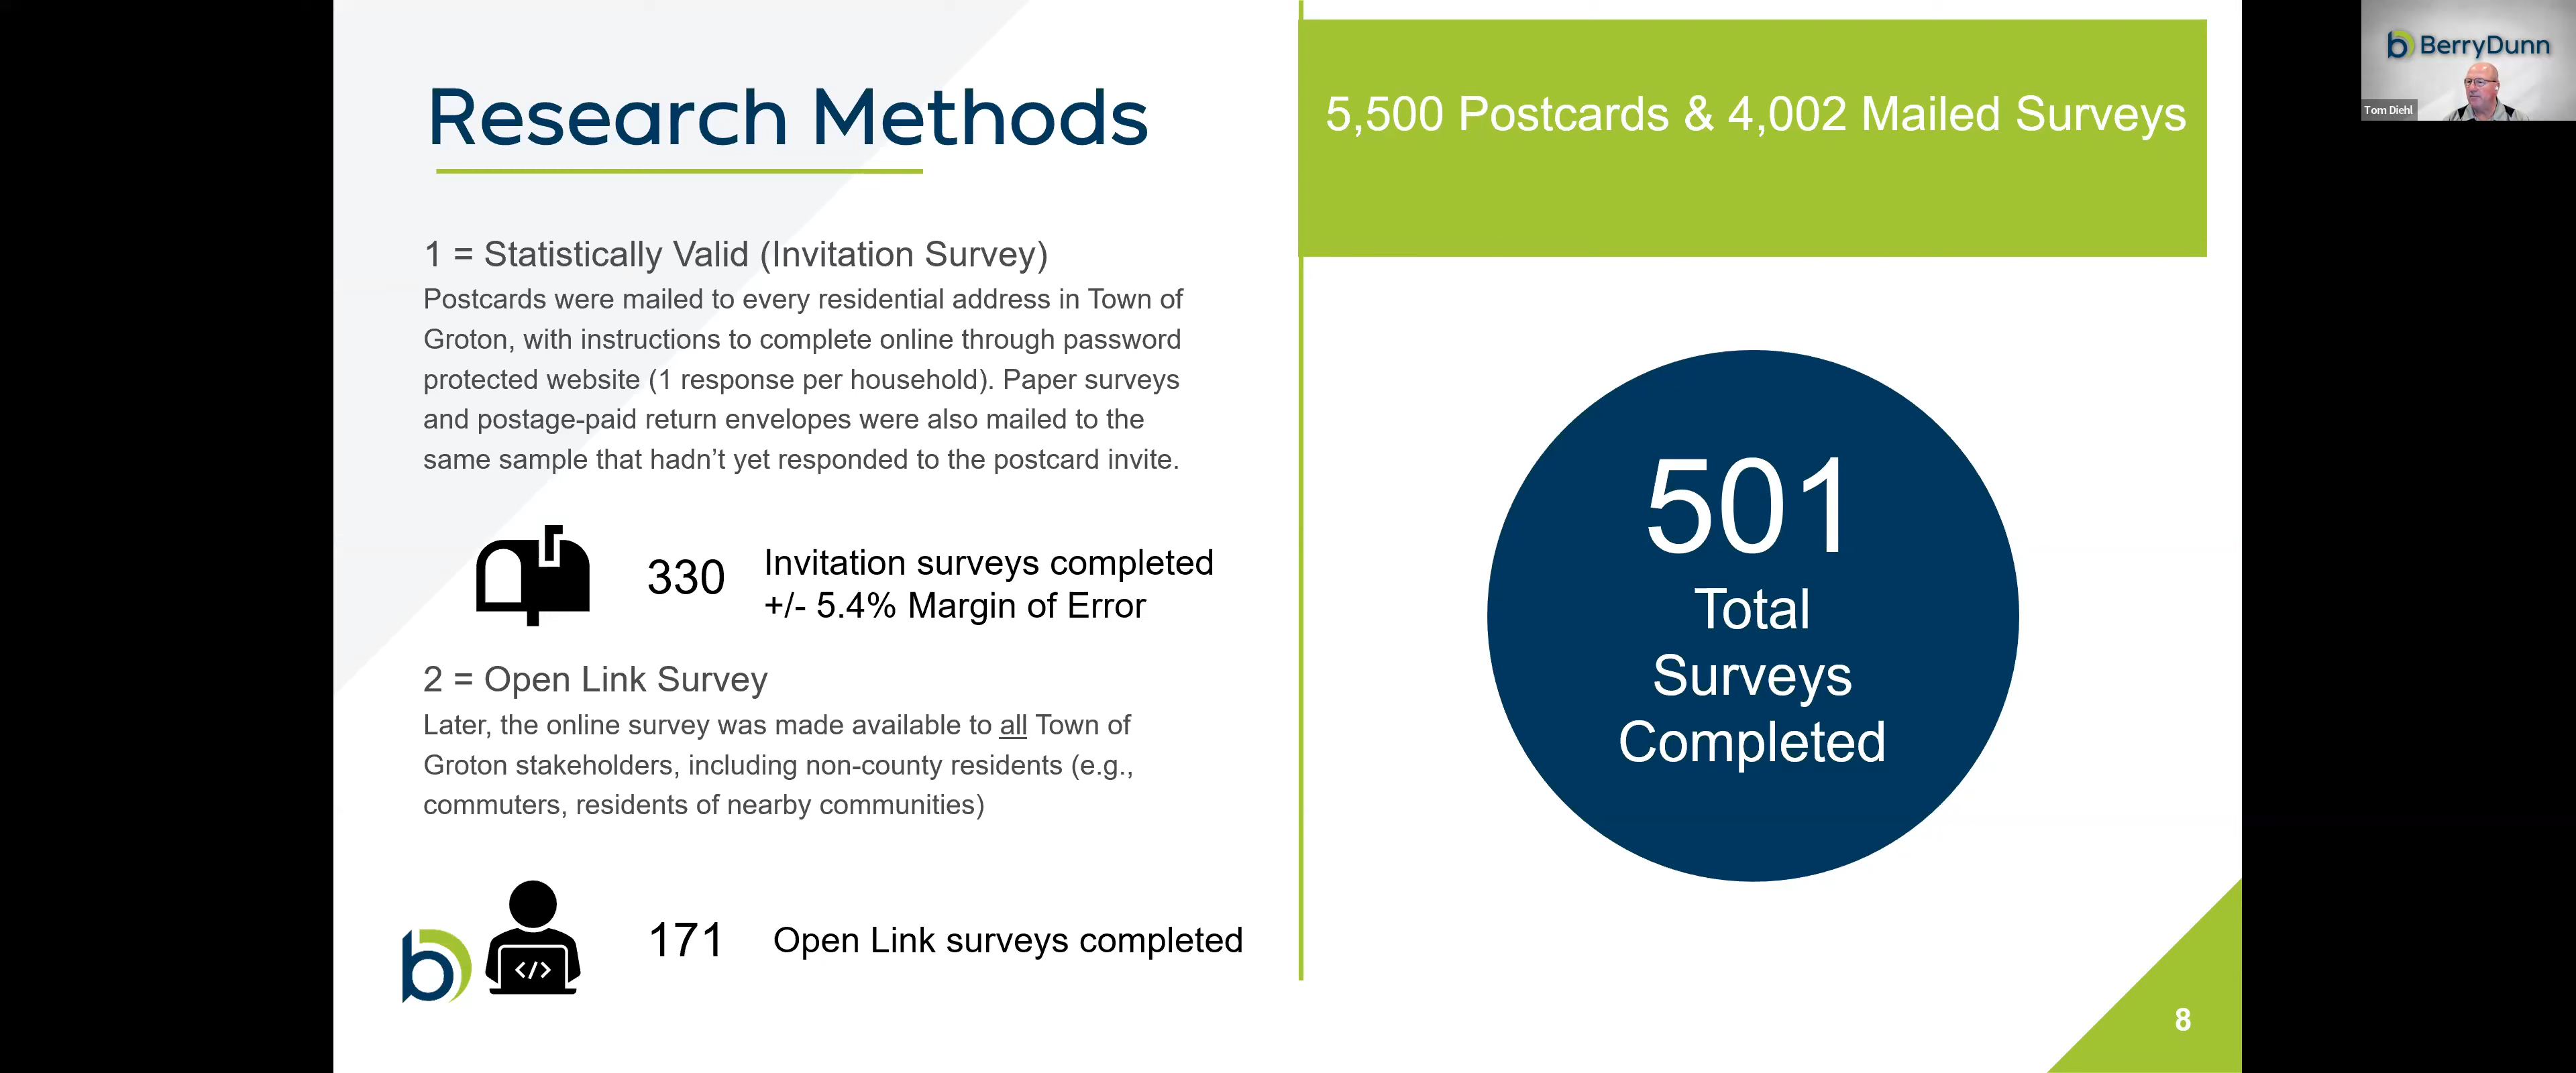 Research Methods
1 = Statistically Valid (Invitation Survey)
Postcards were mailed to every residential address in Town of
Groton, with instructions to complete online through password
protected website (1 response per household). Paper surveys
and postage-paid return envelopes were also mailed to the
same sample that hadn’t yet responded to the postcard invite.
330
Invitation surveys completed
+/- 5.4% Margin of Error
2 = Open Link Survey
Later, the online survey was made available to all Town of
Groton stakeholders, including non-county residents (e.g.,
commuters, residents of nearby communities)
</>
171
Open Link surveys completed
b
5,500 Postcards & 4,002 Mailed Surveys
501
Total
Surveys
Completed
8
BerryDunn
Tom Diehl